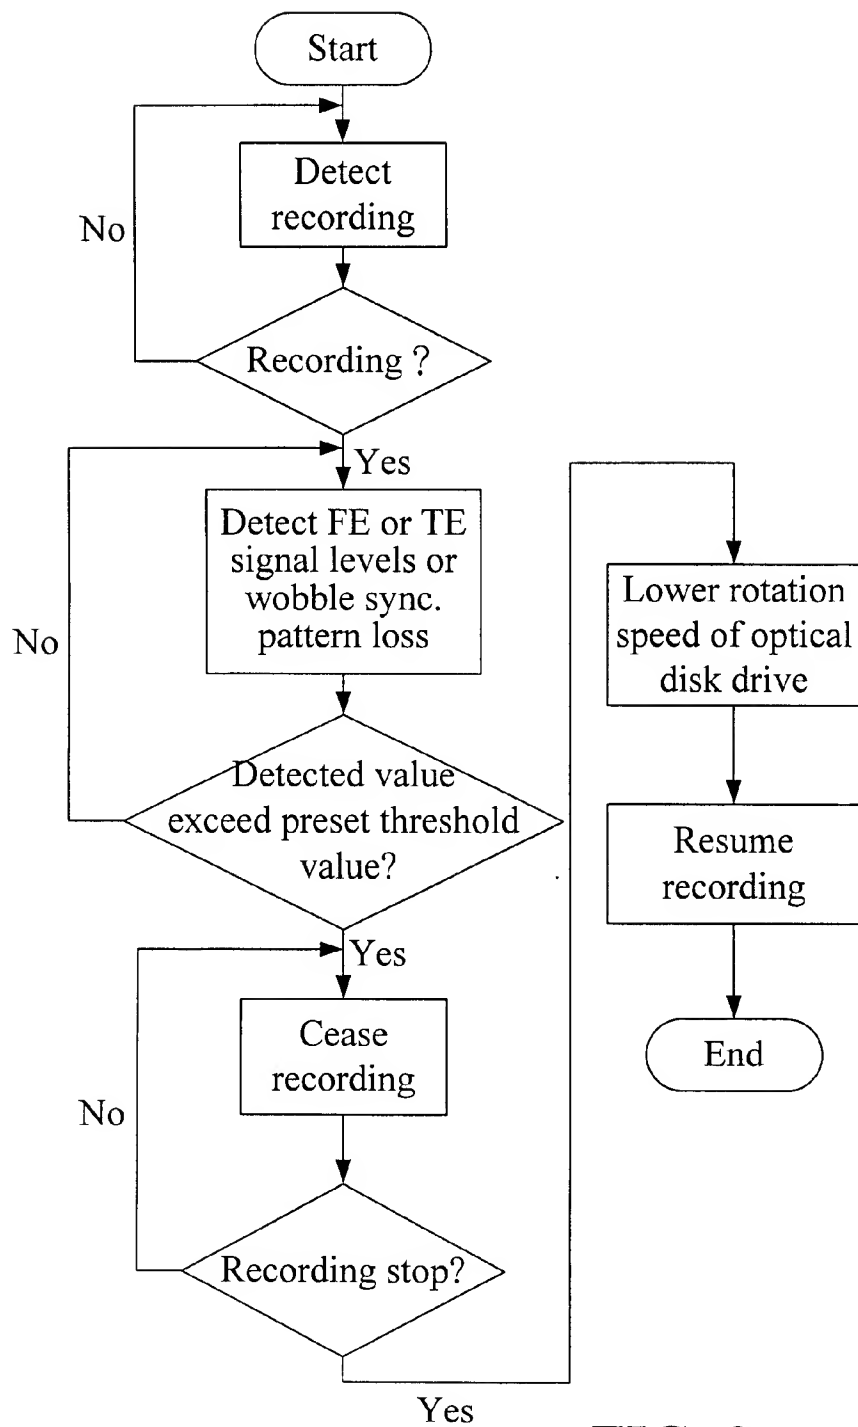 Start
Detect
recording
No
Recording ?
Yes
Detect FE or TE
signal levels or
wobble sync.
pattern loss
No
Detected value
exceed preset threshold
value?
Yes
Cease
recording
No
Recording stop?
Yes
Lower rotation
speed of optical
disk drive
Resume
recording
End